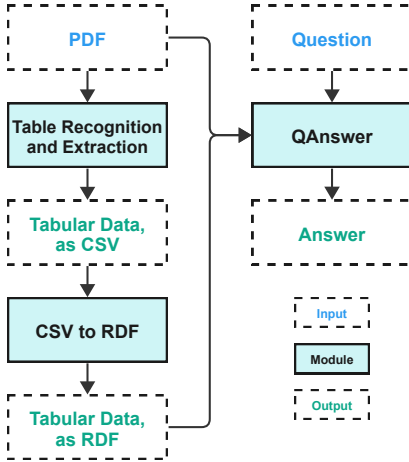 PDF
Table Recognition
and Extraction
Tabular Data,
as CSV
CSV to RDF
Tabular Data,
as RDF
Question
QAnswer
Answer
Input
Module
Output